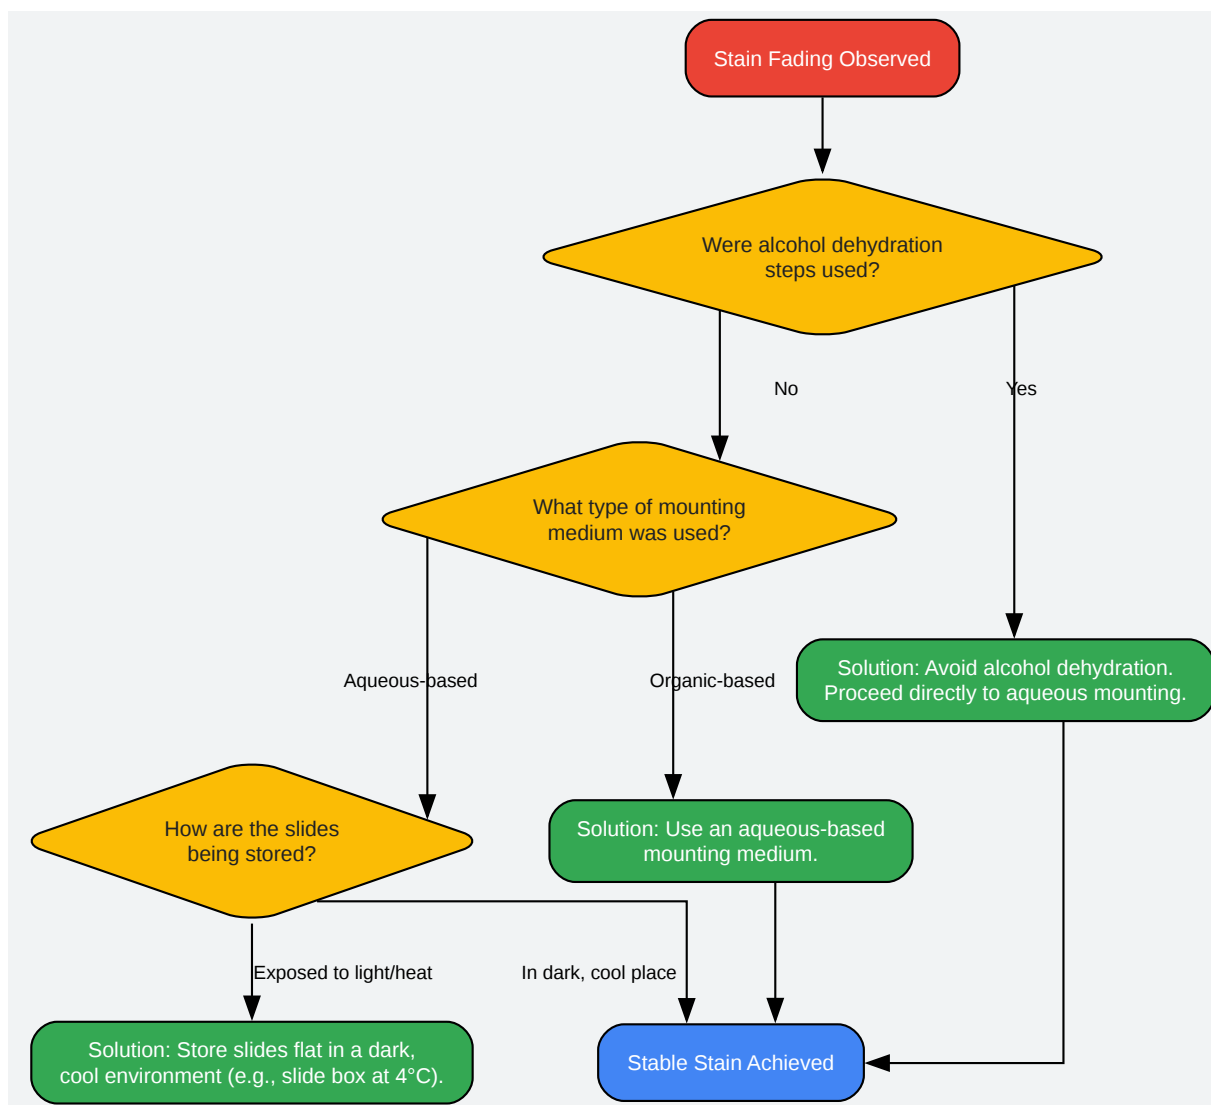 Stain Fading Observed
Were alcohol dehydration
steps used?
No
Yes
What type of mounting
medium was used?
Aqueous-based
Organic-based
Solution: Avoid alcohol dehydration.
Proceed directly to aqueous mounting.
How are the slides
being stored?
Solution: Use an aqueous-based
mounting medium.
Exposed to light/heat
In dark, cool place
Solution: Store slides flat in a dark,
cool environment (e.g., slide box at 4°C).
Stable Stain Achieved